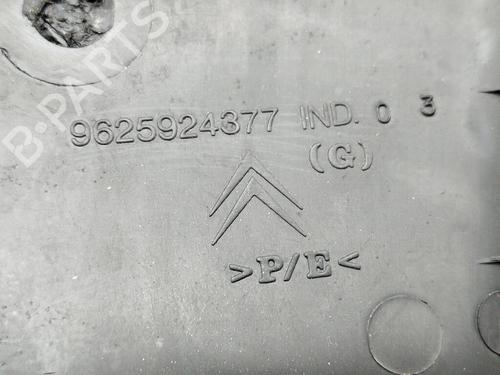 B-PARTS
9625924377 IND. 0 3
(G)
>P/E<